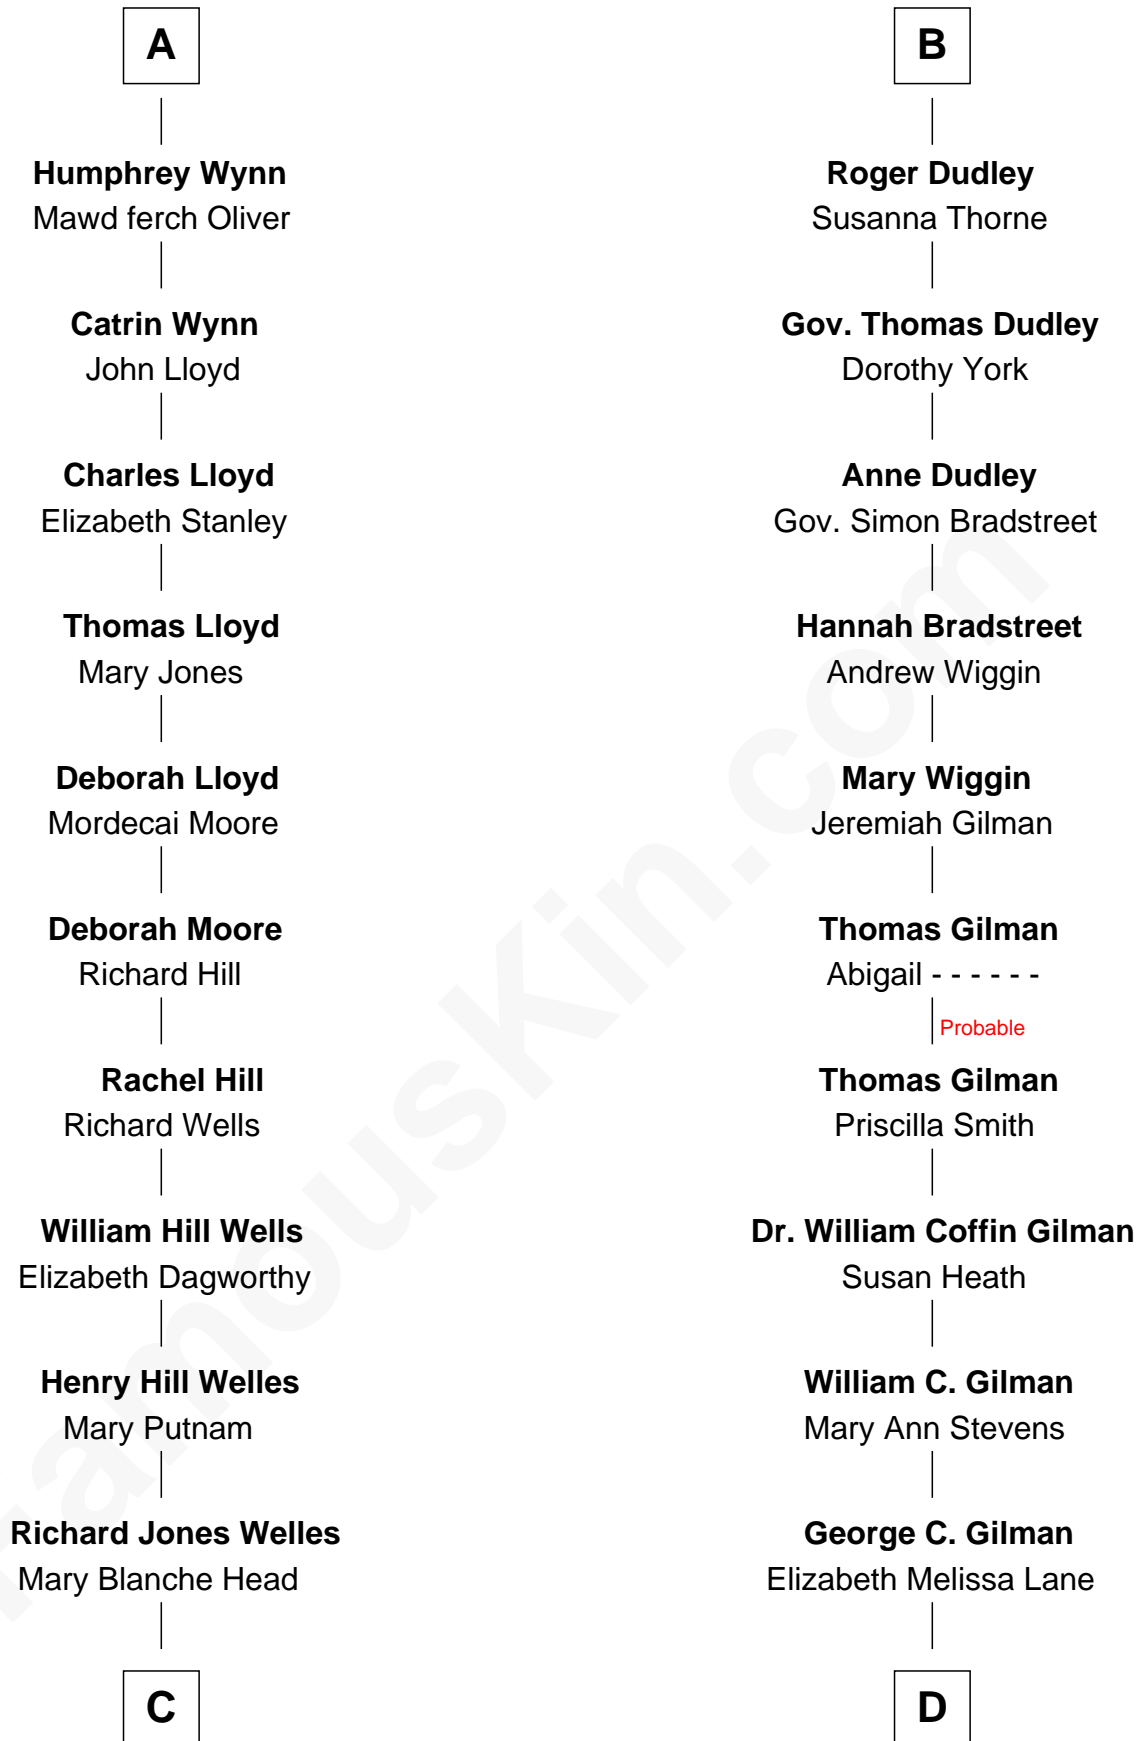 A
Humphrey Wynn
Mawd ferch Oliver
Catrin Wynn
John Lloyd
Charles Lloyd
Elizabeth Stanley
Thomas Lloyd
Mary Jones
Deborah Lloyd
Mordecai Moore
Deborah Moore
Richard Hill
Rachel Hill
Richard Wells
William Hill Wells
Elizabeth Dagworthy
Henry Hill Welles
Mary Putnam
Richard Jones Welles
Mary Blanche Head
C
B
Roger Dudley
Susanna Thorne
Gov. Thomas Dudley
Dorothy York
Anne Dudley
Gov. Simon Bradstreet
Hannah Bradstreet
Andrew Wiggin
Mary Wiggin
Jeremiah Gilman
Thomas Gilman
Abigail - - - - - -
Probable
Thomas Gilman
Priscilla Smith
Dr. William Coffin Gilman
Susan Heath
William C. Gilman
Mary Ann Stevens
George C. Gilman
Elizabeth Melissa Lane
D
FamousKin.com